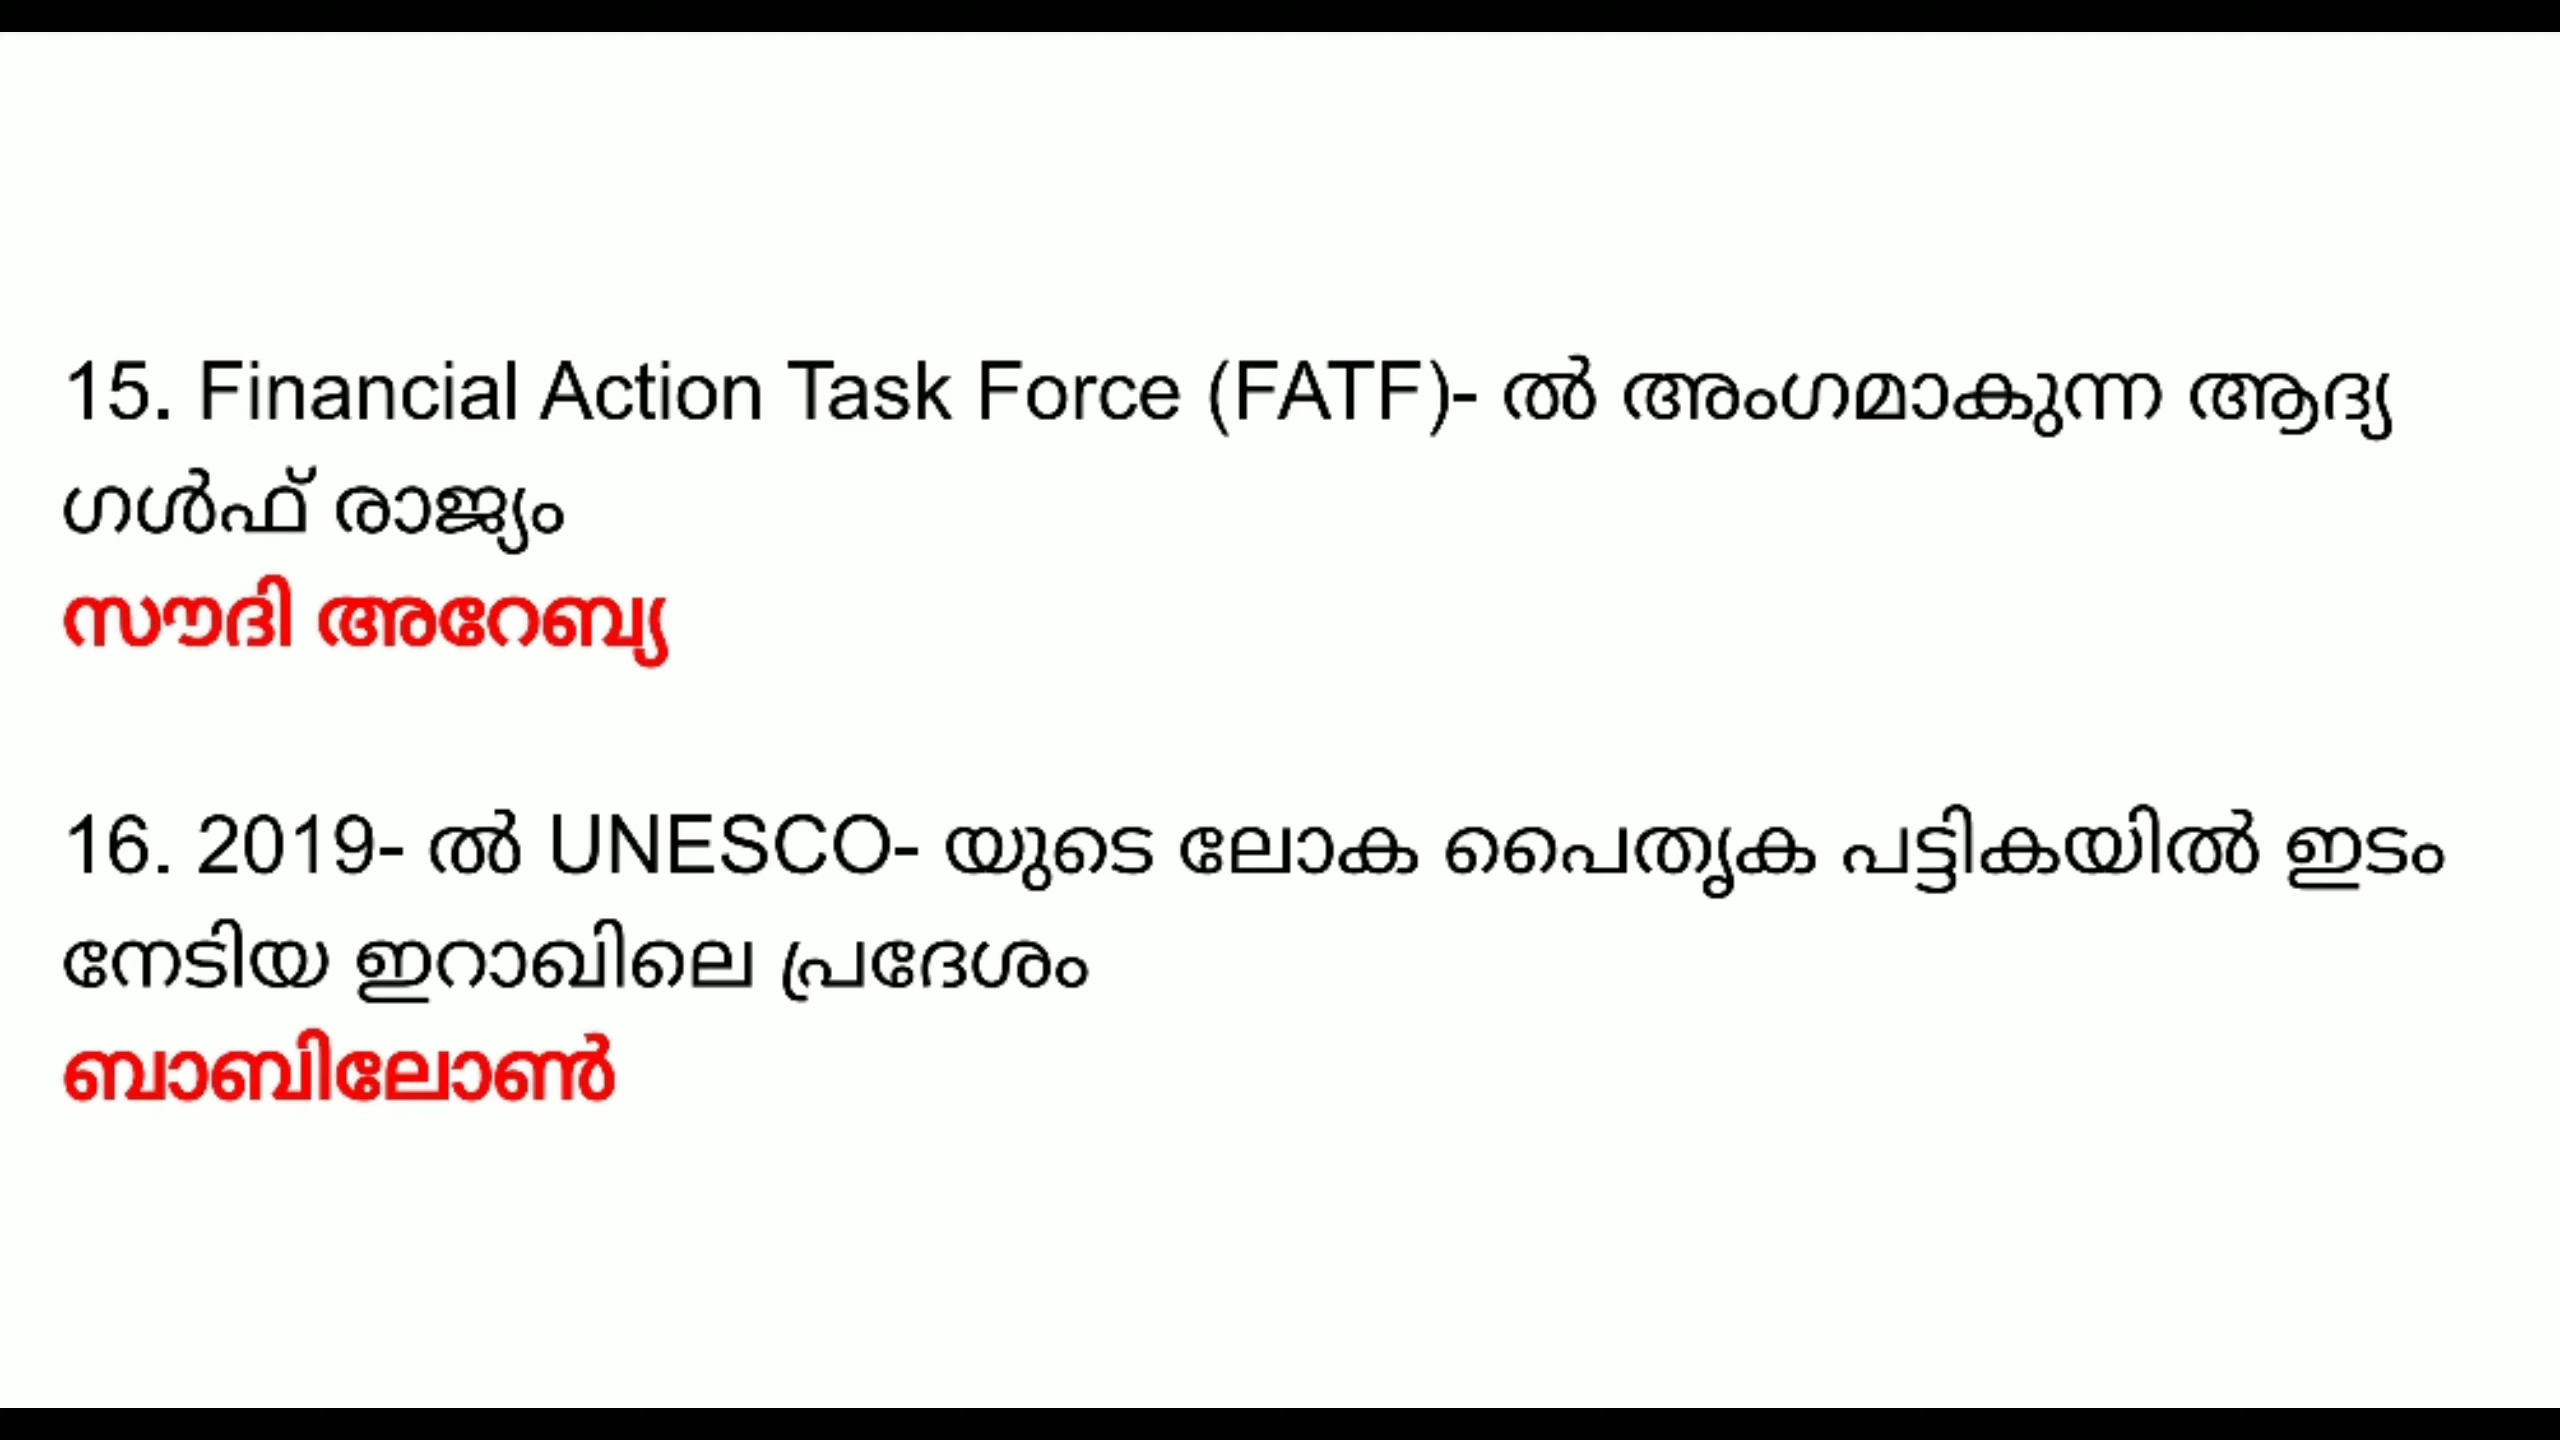 15. Financial Action Task Force (FATF)- ൽ അംഗമാകുന്ന ആദ്യ
ഗൾഫ് രാജ്യം
സൗദി അറേബ്യ
16. 2019- ൽ UNESCO- യുടെ ലോക പൈതൃക പട്ടികയിൽ ഇടം
നേടിയ ഇറാഖിലെ പ്രദേശം
ബാബിലോൺ